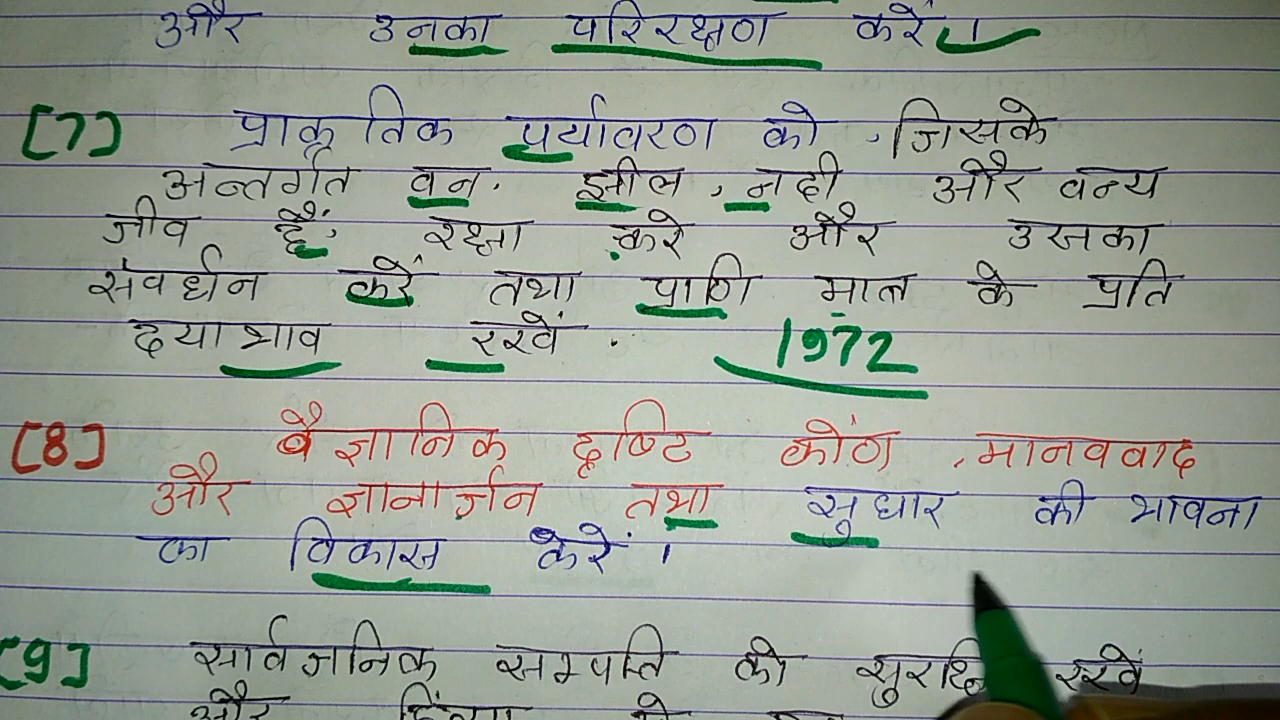 और उनका परिरक्षण करें।
[7] प्राकृतिक पर्यावरण को, जिसके
अन्तर्गत वन, झील, नदी और वन्य
जीव हैं, रक्षा करे और उसका
संवर्धन करें तथा प्राणि मात्र के प्रति
दयाभाव रखें . 1972
[8] बैज्ञानिक दृष्टि कोंण , मानववाद
और ज्ञानार्जन तथा सुधार की भावना
का विकास करें।
[9] सार्वजनिक सम्पत्ति को सुरक्षि रखें
और हिंसा से